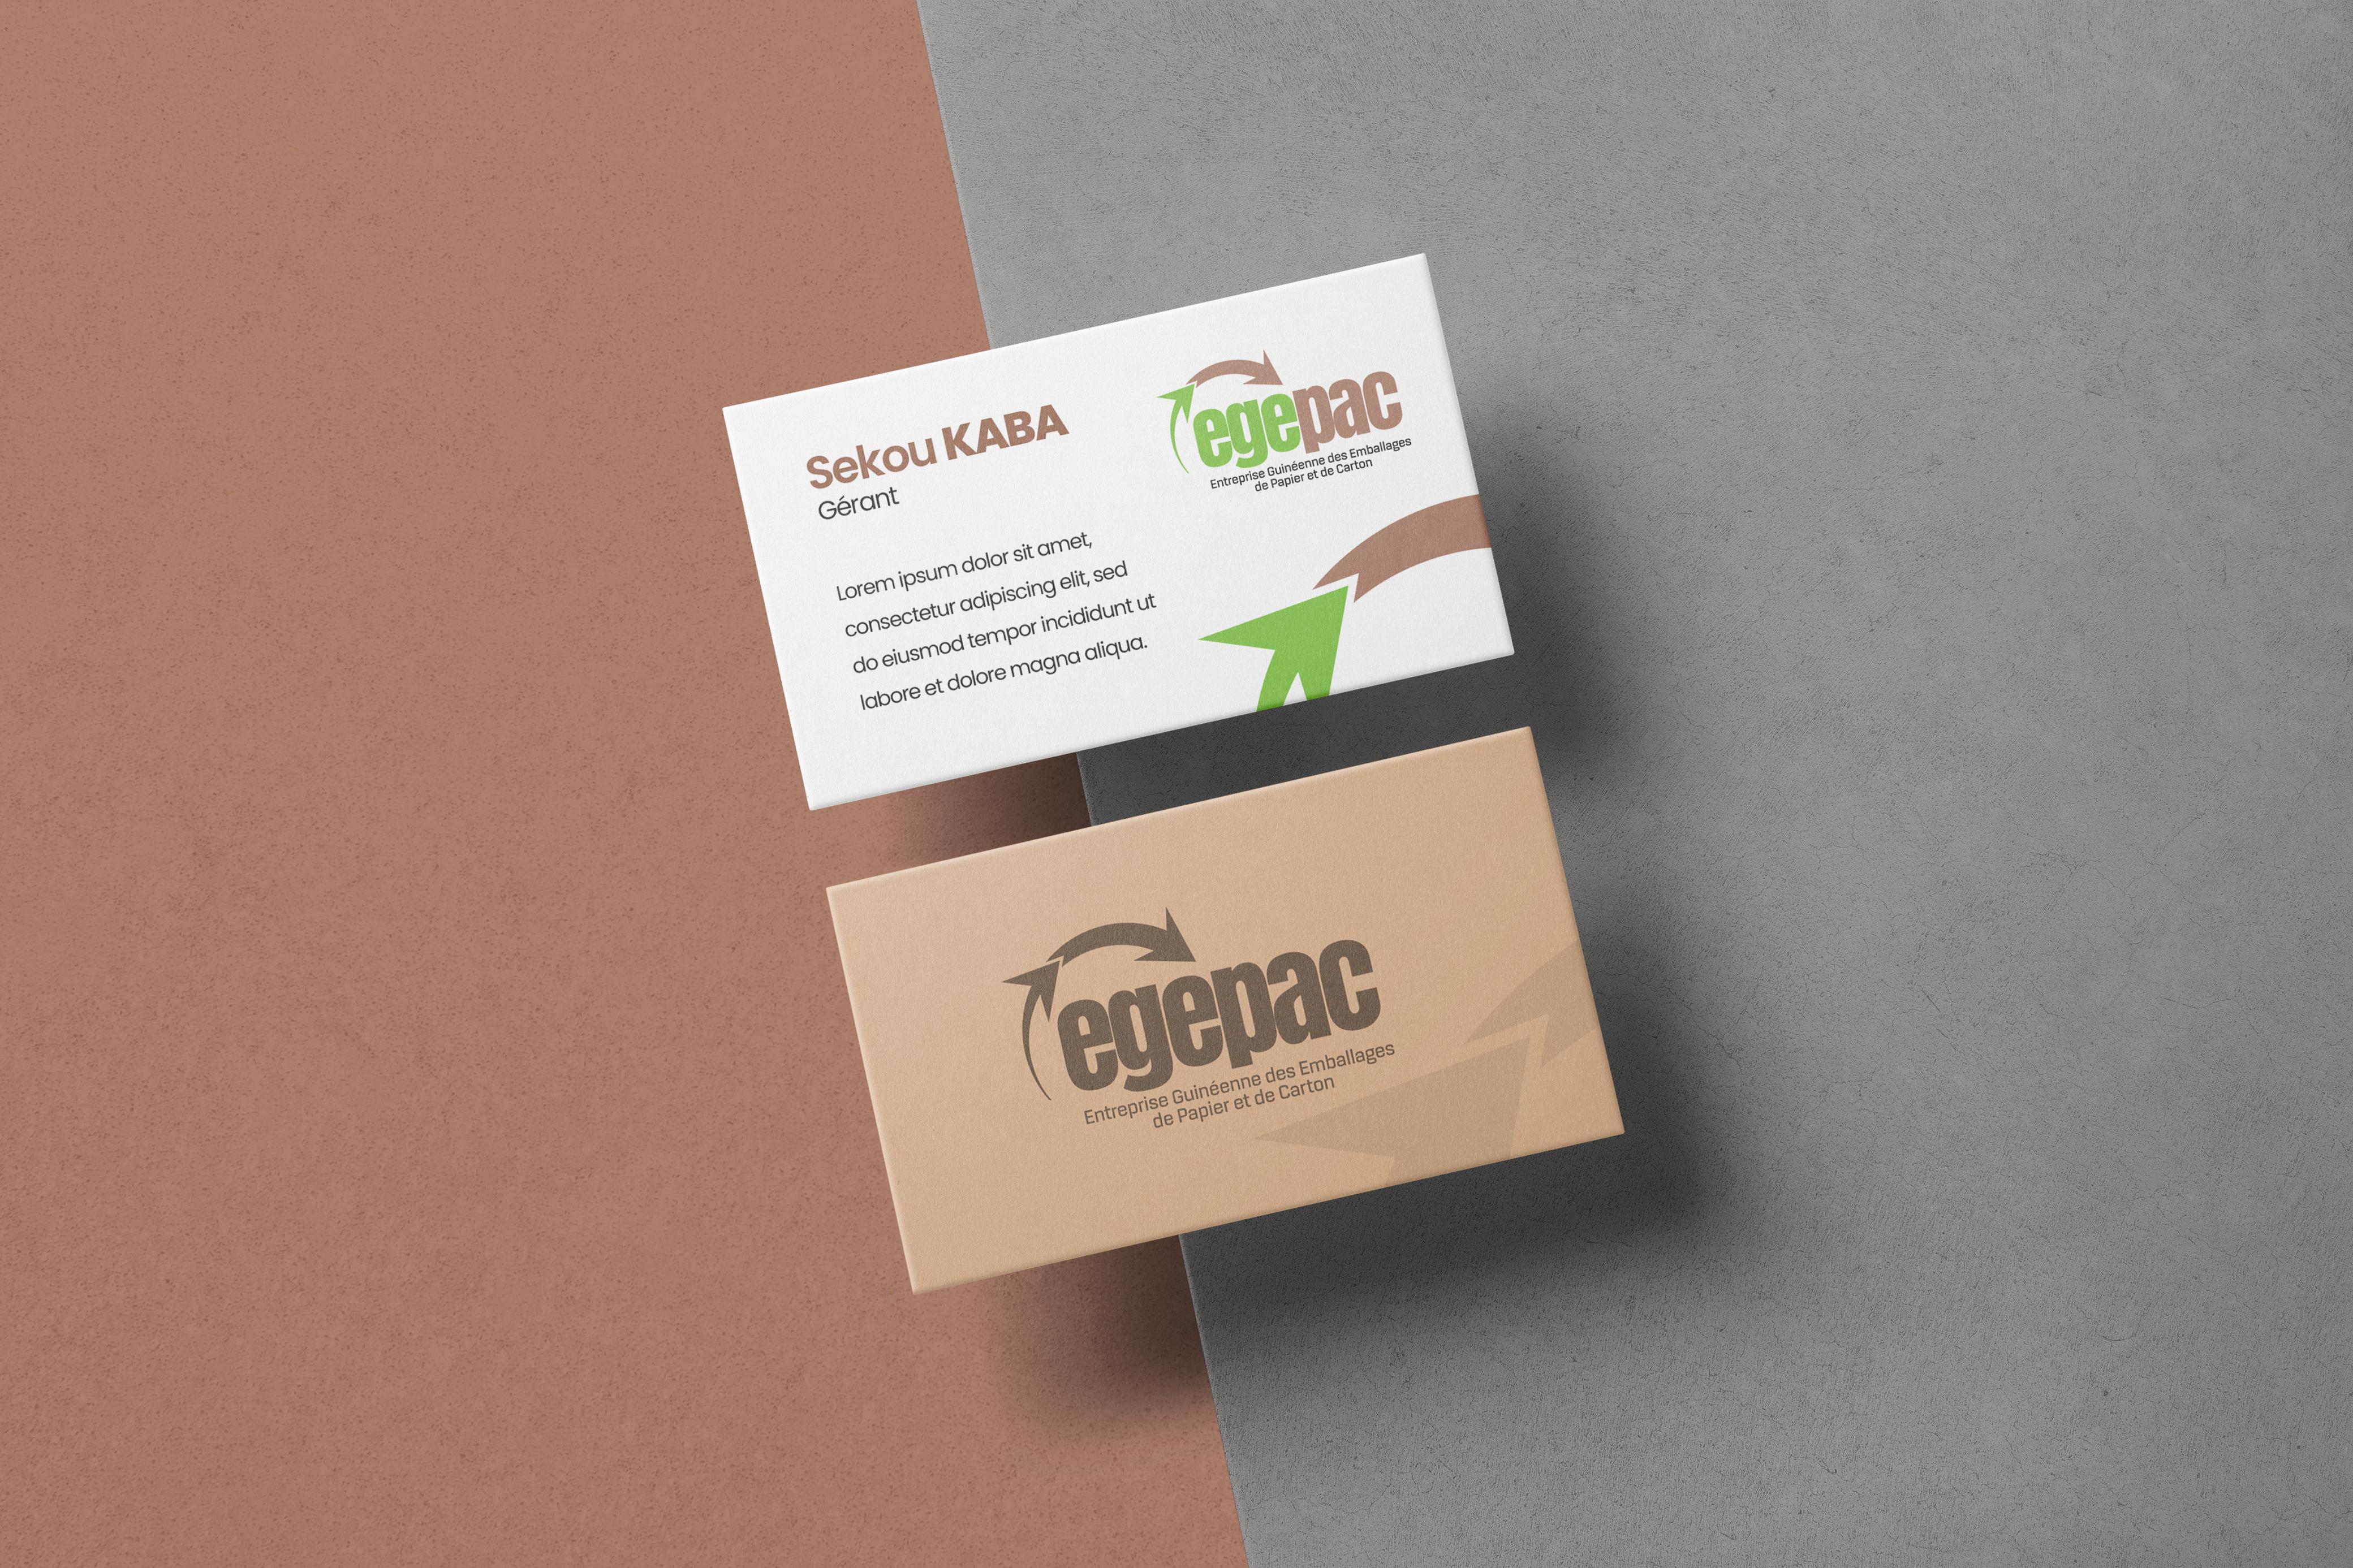 Sekou KABA
Gérant
egepac
Entreprise Guinéenne des Emballages
de Papier et de Carton
Lorem ipsum dolor sit amet,
consectetur adipiscing elit, sed
do eiusmod tempor incididunt ut
labore et dolore magna aliqua.
egepac
Entreprise Guinéenne des Emballages
de Papier et de Carton